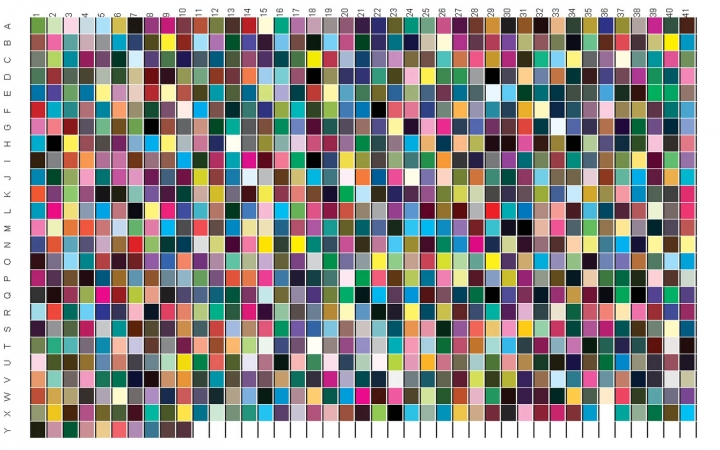 1 2 3 4 5 6 7 8 9 10 11 12 13 14 15 16 17 18 19 20 21 22 23 24 25 26 27 28 29 30 31 32 33 34 35 36 37 38 39 40 41
A
B
C
D
E
F
G
H
I
J
K
L
M
N
O
P
Q
R
S
T
U
V
W
X
Y